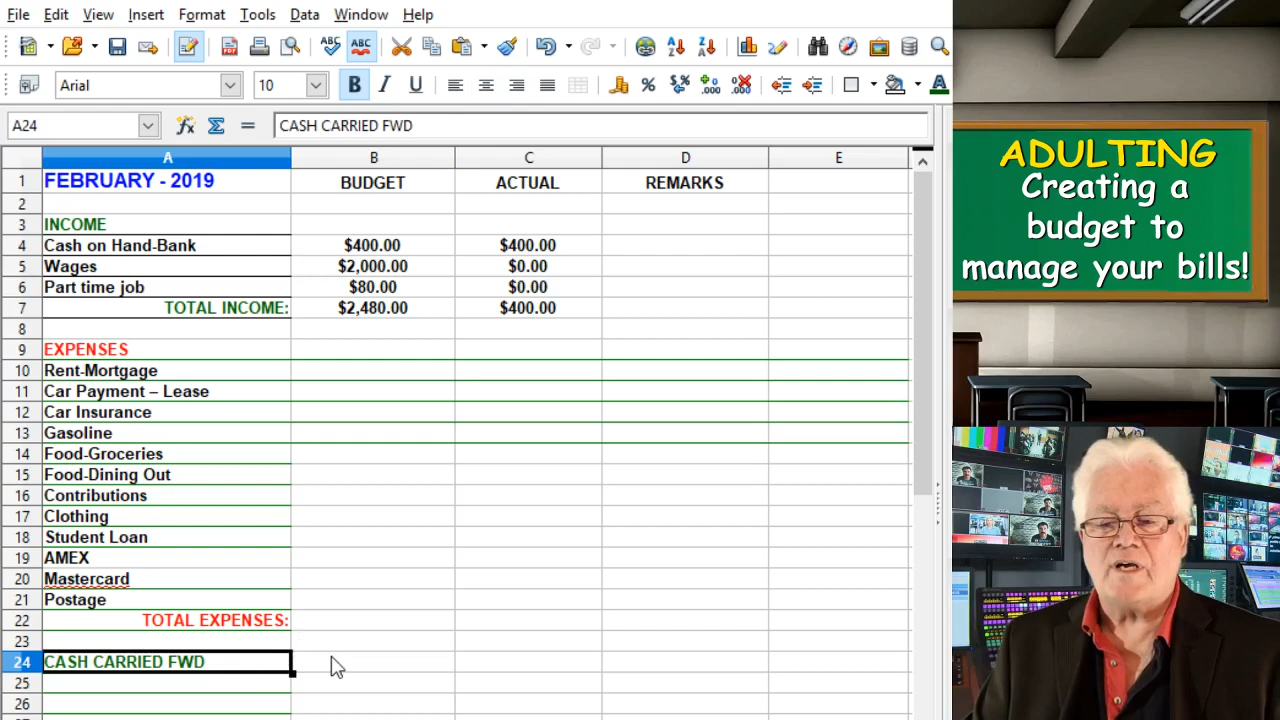 File Edit View Insert Format Tools Data Window Help
Arial 10 B I U
A24 CASH CARRIED FWD
A B C D E
1 FEBRUARY - 2019 BUDGET ACTUAL REMARKS
2
3 INCOME
4 Cash on Hand-Bank $400.00 $400.00
5 Wages $2,000.00 $0.00
6 Part time job $80.00 $0.00
7 TOTAL INCOME: $2,480.00 $400.00
8
9 EXPENSES
10 Rent-Mortgage
11 Car Payment – Lease
12 Car Insurance
13 Gasoline
14 Food-Groceries
15 Food-Dining Out
16 Contributions
17 Clothing
18 Student Loan
19 AMEX
20 Mastercard
21 Postage
22 TOTAL EXPENSES:
23
24 CASH CARRIED FWD
25
26
ADULTING
Creating a
budget to
manage your bills!